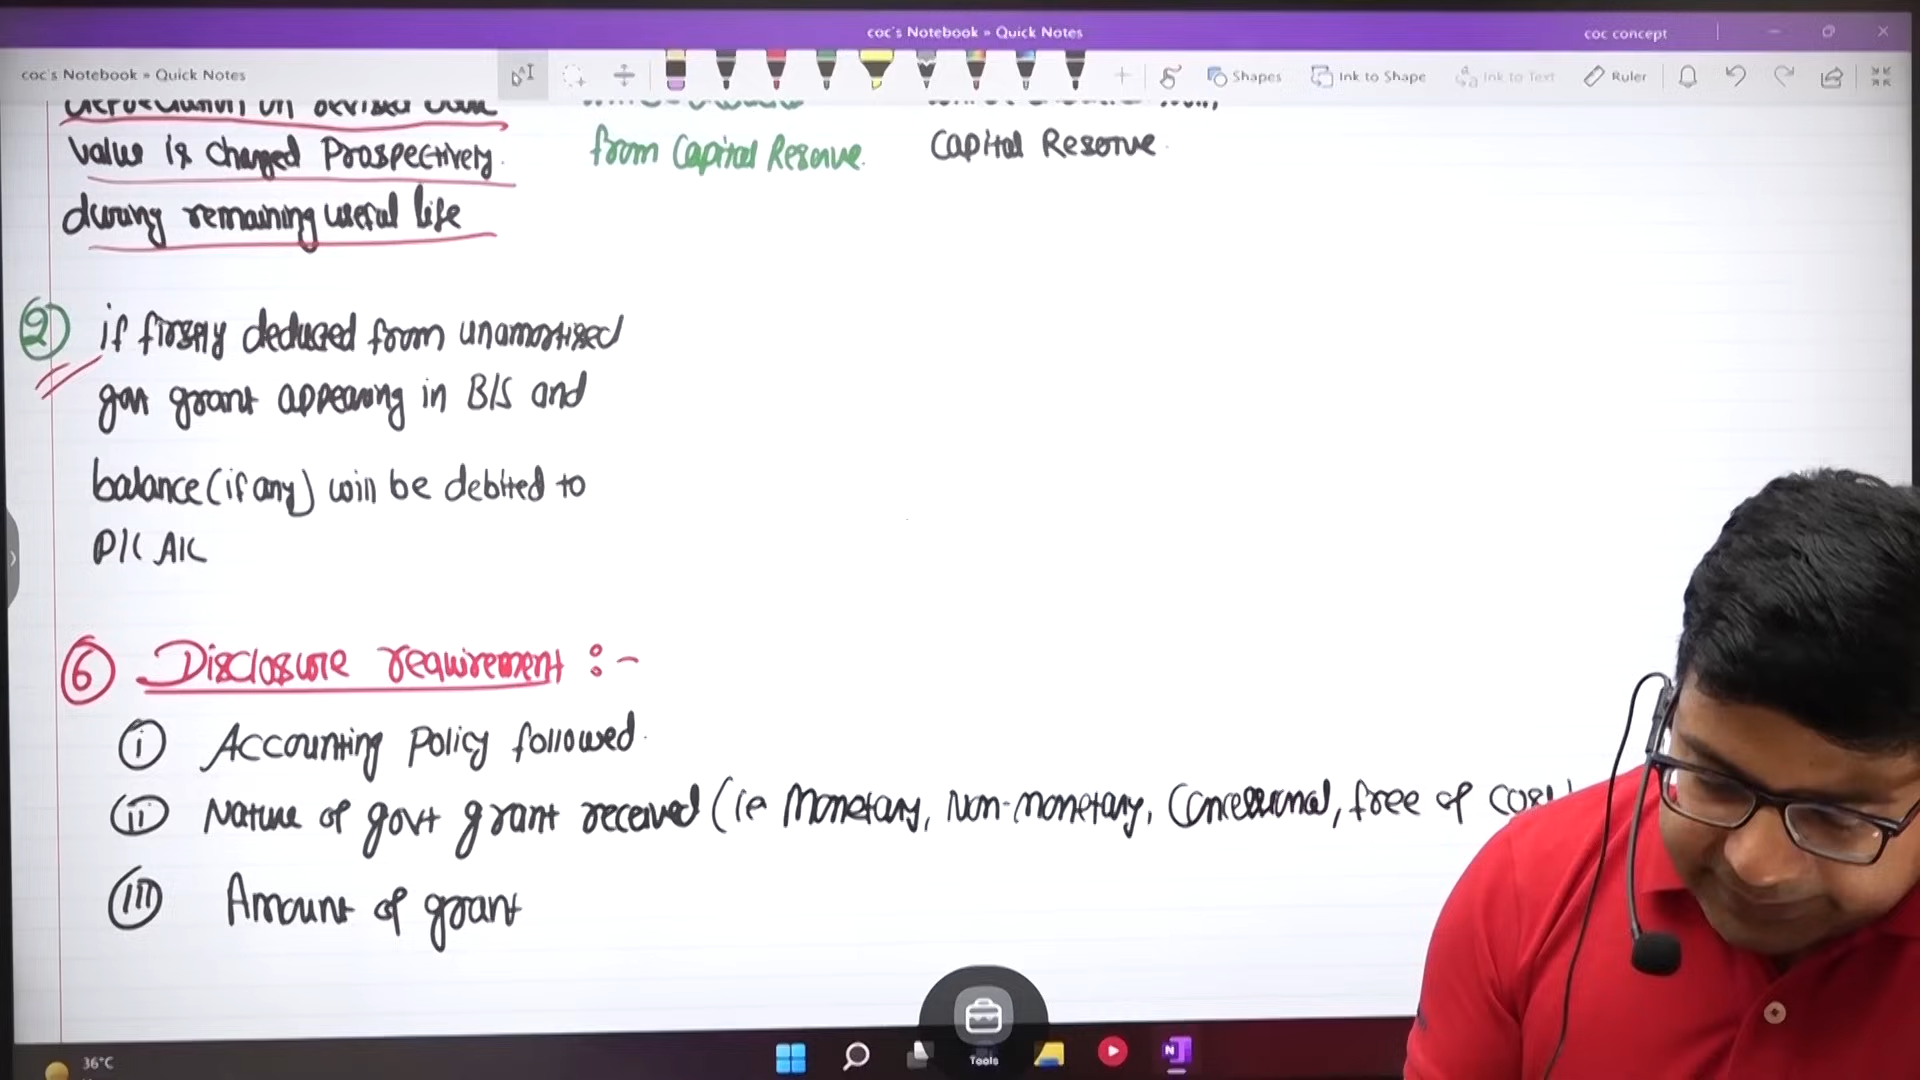 coc's Notebook » Quick Notes
coc concept
coc's Notebook » Quick Notes
Shapes
Ink to Shape
Ink to Text
Ruler
value is changed Prospectively
during remaining useful life
from Capital Reserve.
Capital Reserve
2 if firstly deduced from unamortised
govt grant appearing in B/S and
balance (if any) will be debited to
P/L A/c
6 Disclosure requirement :-
i Accounting Policy followed.
ii Nature of govt grant received (ie Monetary, Non-monetary, Concessional, free of cost)
iii Amount of grant
Tools
36°C